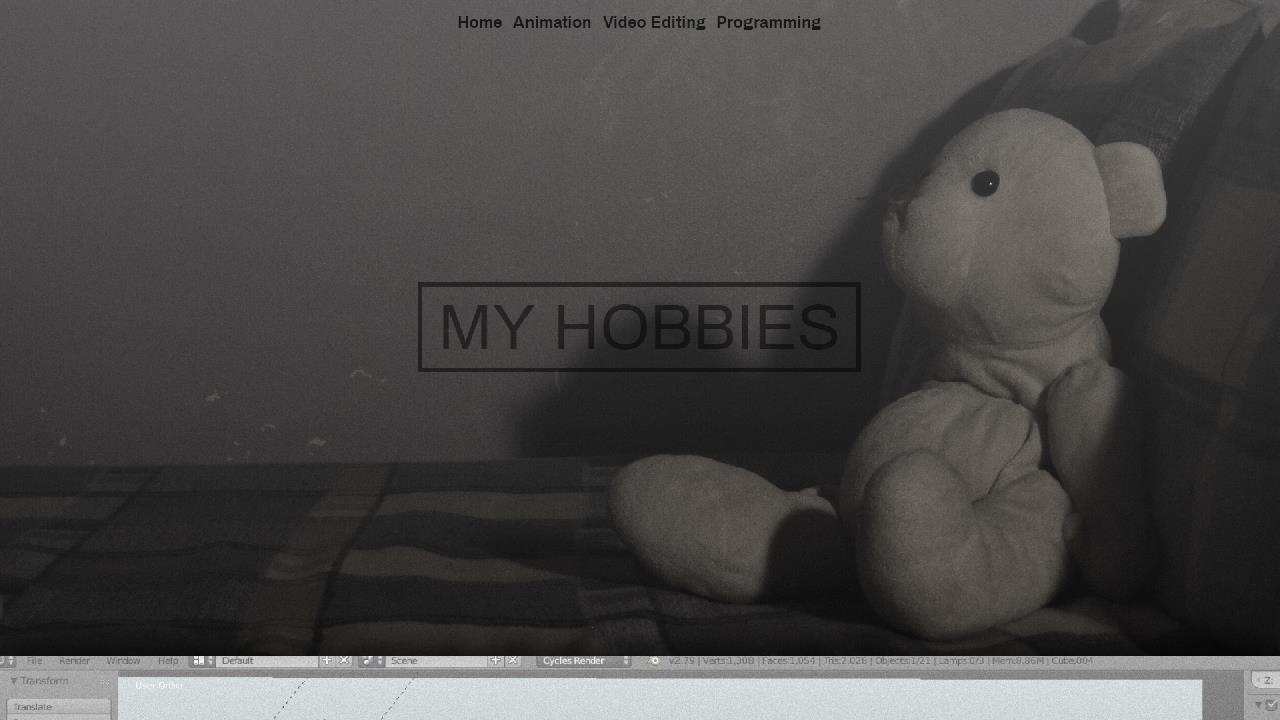 Home Animation Video Editing Programming
MY HOBBIES
File Render Window Help Default Scene Cycles Render v2.79 | Verts:1,308 | Faces:1,054 | Tris:2,026 | Objects:1/21 | Lamps:0/3 | Mem:8.86M | Cube.004
Transform
User Ortho
Z:
Translate